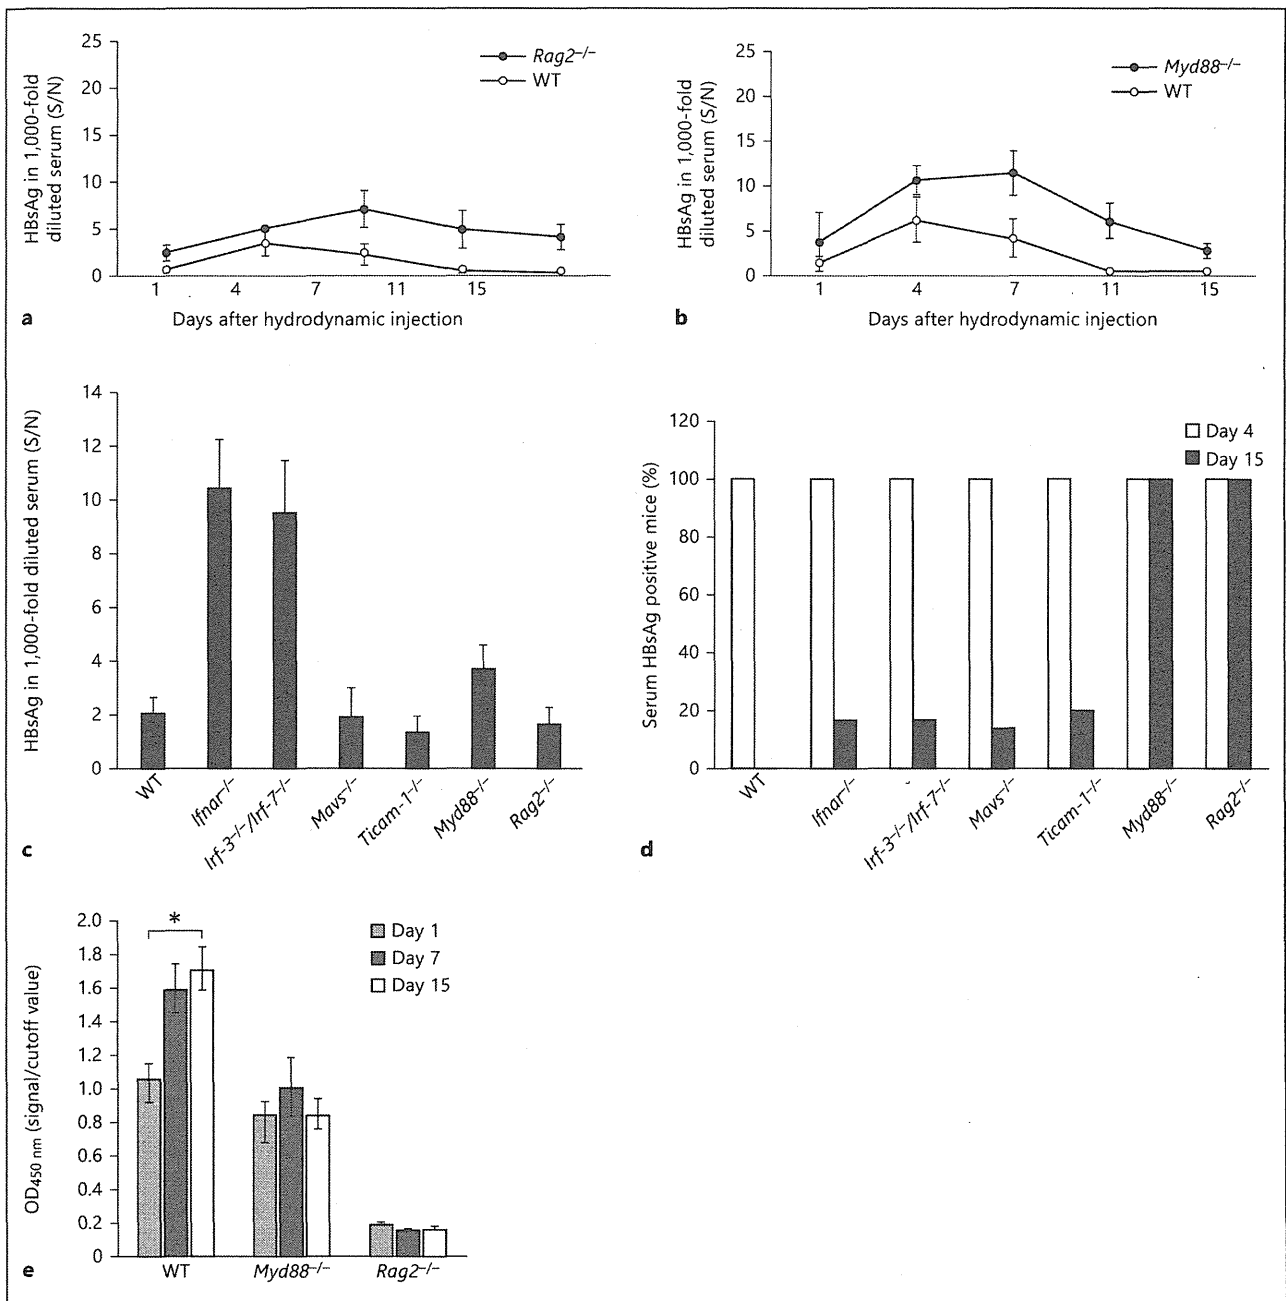 25
20
15
10
5
0
HBsAg in 1,000-fold
diluted serum (S/N)
Rag2–/–
WT
1 4 7 11 15
Days after hydrodynamic injection
a
25
20
15
10
5
0
HBsAg in 1,000-fold
diluted serum (S/N)
Myd88–/–
WT
1 4 7 11 15
Days after hydrodynamic injection
b
14
12
10
8
6
4
2
0
HBsAg in 1,000-fold diluted serum (S/N)
WT
Ifnar–/–
Irf-3–/–/Irf-7–/–
Mavs–/–
Ticam-1–/–
Myd88–/–
Rag2–/–
c
120
100
80
60
40
20
0
Serum HBsAg positive mice (%)
Day 4
Day 15
WT
Ifnar–/–
Irf-3–/–/Irf-7–/–
Mavs–/–
Ticam-1–/–
Myd88–/–
Rag2–/–
d
2.0
1.8
1.6
1.4
1.2
1.0
0.8
0.6
0.4
0.2
0
OD450 nm (signal/cutoff value)
*
Day 1
Day 7
Day 15
WT Myd88–/– Rag2–/–
e